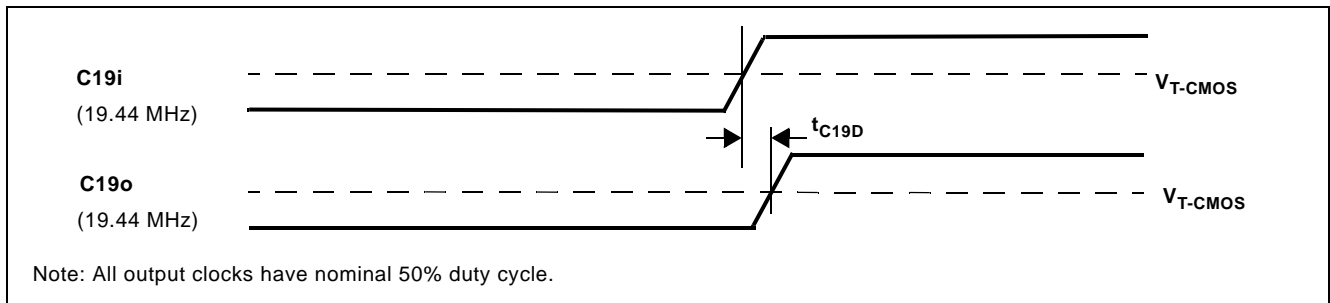 C19i
V_T-CMOS
(19.44 MHz)
t_C19D
C19o
V_T-CMOS
(19.44 MHz)
Note: All output clocks have nominal 50% duty cycle.